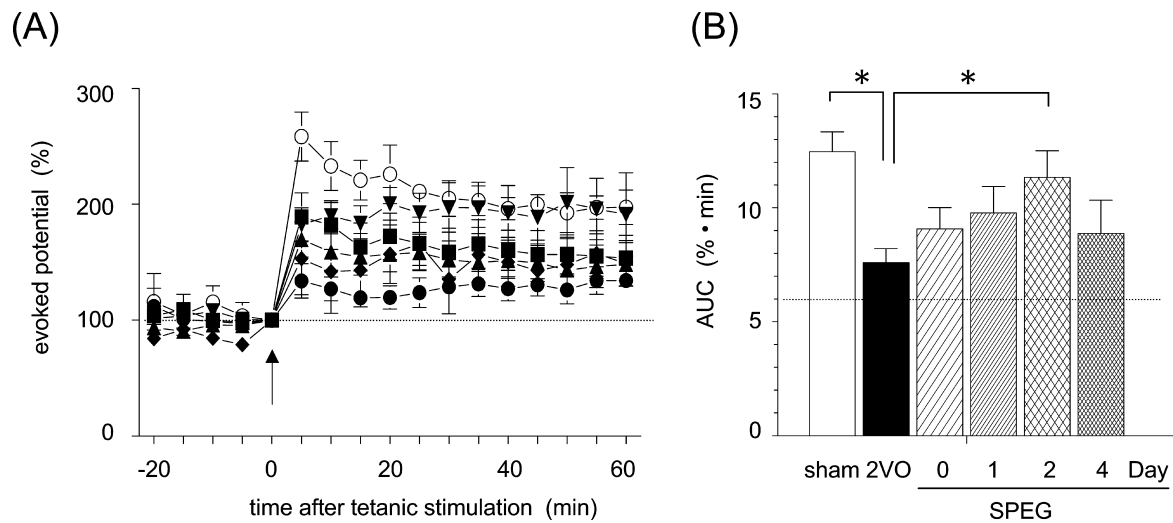 (A)
(B)
300
200
100
0
evoked potential (%)
-20 0 20 40 60
time after tetanic stimulation (min)
* *
15
10
5
0
AUC (% • min)
sham 2VO 0 1 2 4 Day
SPEG